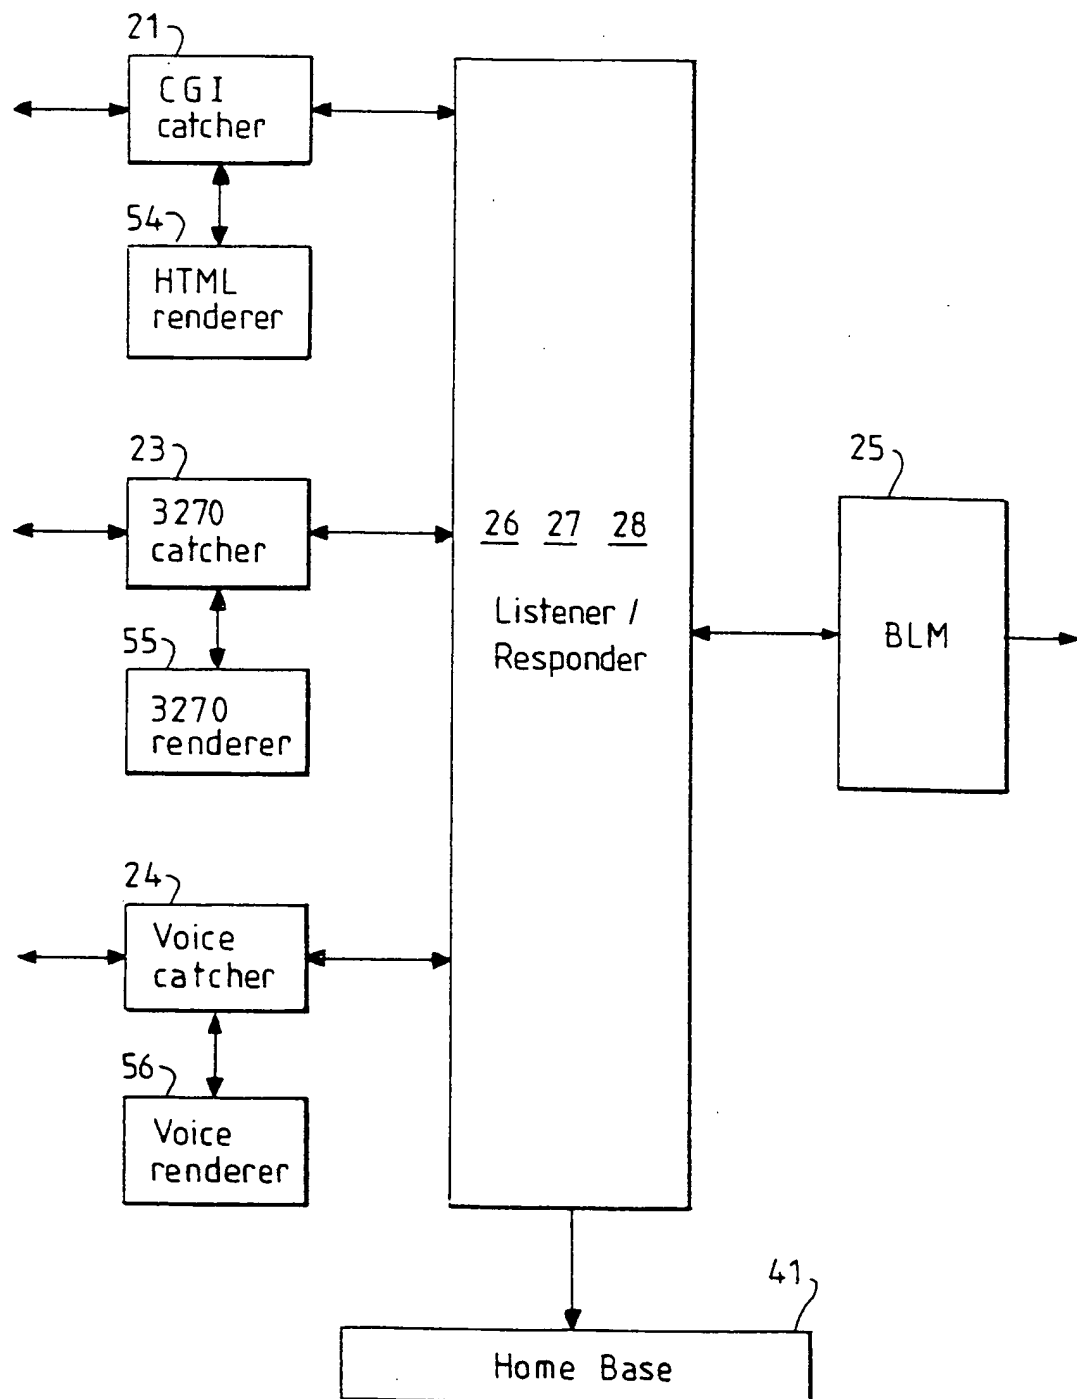 21
CGI
catcher
54
HTML
renderer
23
3270
catcher
55
3270
renderer
24
Voice
catcher
56
Voice
renderer
26 27 28
Listener /
Responder
25
BLM
41
Home Base